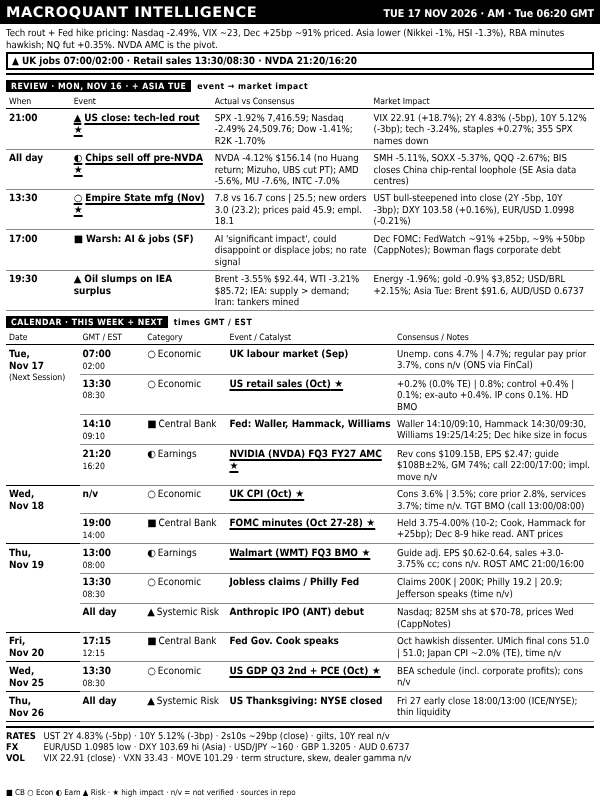 MACROQUANT INTELLIGENCE
TUE 17 NOV 2026 · AM · Tue 06:20 GMT
Tech rout + Fed hike pricing: Nasdaq -2.49%, VIX ~23, Dec +25bp ~91% priced. Asia lower (Nikkei -1%, HSI -1.3%), RBA minutes
hawkish; NQ fut +0.35%. NVDA AMC is the pivot.
▲ UK jobs 07:00/02:00 · Retail sales 13:30/08:30 · NVDA 21:20/16:20
REVIEW · MON, NOV 16 · + ASIA TUE event → market impact
When Event Actual vs Consensus Market Impact
21:00 ▲ US close: tech-led rout ★ SPX -1.92% 7,416.59; Nasdaq -2.49% 24,509.76; Dow -1.41%; R2K -1.70% VIX 22.91 (+18.7%); 2Y 4.83% (-5bp), 10Y 5.12% (-3bp); tech -3.24%, staples +0.27%; 355 SPX names down
All day ◐ Chips sell off pre-NVDA ★ NVDA -4.12% $156.14 (no Huang return; Mizuho, UBS cut PT); AMD -5.6%, MU -7.6%, INTC -7.0% SMH -5.11%, SOXX -5.37%, QQQ -2.67%; BIS closes China chip-rental loophole (SE Asia data centres)
13:30 ○ Empire State mfg (Nov) ★ 7.8 vs 16.7 cons | 25.5; new orders 3.0 (23.2); prices paid 45.9; empl. 18.1 UST bull-steepened into close (2Y -5bp, 10Y -3bp); DXY 103.58 (+0.16%), EUR/USD 1.0998 (-0.21%)
17:00 ■ Warsh: AI & jobs (SF) AI 'significant impact', could disappoint or displace jobs; no rate signal Dec FOMC: FedWatch ~91% +25bp, ~9% +50bp (CappNotes); Bowman flags corporate debt
19:30 ▲ Oil slumps on IEA surplus Brent -3.55% $92.44, WTI -3.21% $85.72; IEA: supply > demand; Iran: tankers mined Energy -1.96%; gold -0.9% $3,852; USD/BRL +2.15%; Asia Tue: Brent $91.6, AUD/USD 0.6737
CALENDAR · THIS WEEK + NEXT times GMT / EST
Date GMT / EST Category Event / Catalyst Consensus / Notes
Tue, Nov 17 (Next Session) 07:00 02:00 ○ Economic UK labour market (Sep) Unemp. cons 4.7% | 4.7%; regular pay prior 3.7%, cons n/v (ONS via FinCal)
13:30 08:30 ○ Economic US retail sales (Oct) ★ +0.2% (0.0% TE) | 0.8%; control +0.4% | 0.1%; ex-auto +0.4%. IP cons 0.1%. HD BMO
14:10 09:10 ■ Central Bank Fed: Waller, Hammack, Williams Waller 14:10/09:10, Hammack 14:30/09:30, Williams 19:25/14:25; Dec hike size in focus
21:20 16:20 ◐ Earnings NVIDIA (NVDA) FQ3 FY27 AMC ★ Rev cons $109.15B, EPS $2.47; guide $108B±2%, GM 74%; call 22:00/17:00; impl. move n/v
Wed, Nov 18 n/v ○ Economic UK CPI (Oct) ★ Cons 3.6% | 3.5%; core prior 2.8%, services 3.7%; time n/v. TGT BMO (call 13:00/08:00)
19:00 14:00 ■ Central Bank FOMC minutes (Oct 27-28) ★ Held 3.75-4.00% (10-2; Cook, Hammack for +25bp); Dec 8-9 hike read. ANT prices
Thu, Nov 19 13:00 08:00 ◐ Earnings Walmart (WMT) FQ3 BMO ★ Guide adj. EPS $0.62-0.64, sales +3.0-3.75% cc; cons n/v. ROST AMC 21:00/16:00
13:30 08:30 ○ Economic Jobless claims / Philly Fed Claims 200K | 200K; Philly 19.2 | 20.9; Jefferson speaks (time n/v)
All day ▲ Systemic Risk Anthropic IPO (ANT) debut Nasdaq; 825M shs at $70-78, prices Wed (CappNotes)
Fri, Nov 20 17:15 12:15 ■ Central Bank Fed Gov. Cook speaks Oct hawkish dissenter. UMich final cons 51.0 | 51.0; Japan CPI ~2.0% (TE), time n/v
Wed, Nov 25 13:30 08:30 ○ Economic US GDP Q3 2nd + PCE (Oct) ★ BEA schedule (incl. corporate profits); cons n/v
Thu, Nov 26 All day ▲ Systemic Risk US Thanksgiving: NYSE closed Fri 27 early close 18:00/13:00 (ICE/NYSE); thin liquidity
RATES UST 2Y 4.83% (-5bp) · 10Y 5.12% (-3bp) · 2s10s ~29bp (close) · gilts, 10Y real n/v
FX EUR/USD 1.0985 low · DXY 103.69 hi (Asia) · USD/JPY ~160 · GBP 1.3205 · AUD 0.6737
VOL VIX 22.91 (close) · VXN 33.43 · MOVE 101.29 · term structure, skew, dealer gamma n/v
■ CB ○ Econ ◐ Earn ▲ Risk · ★ high impact · n/v = not verified · sources in repo